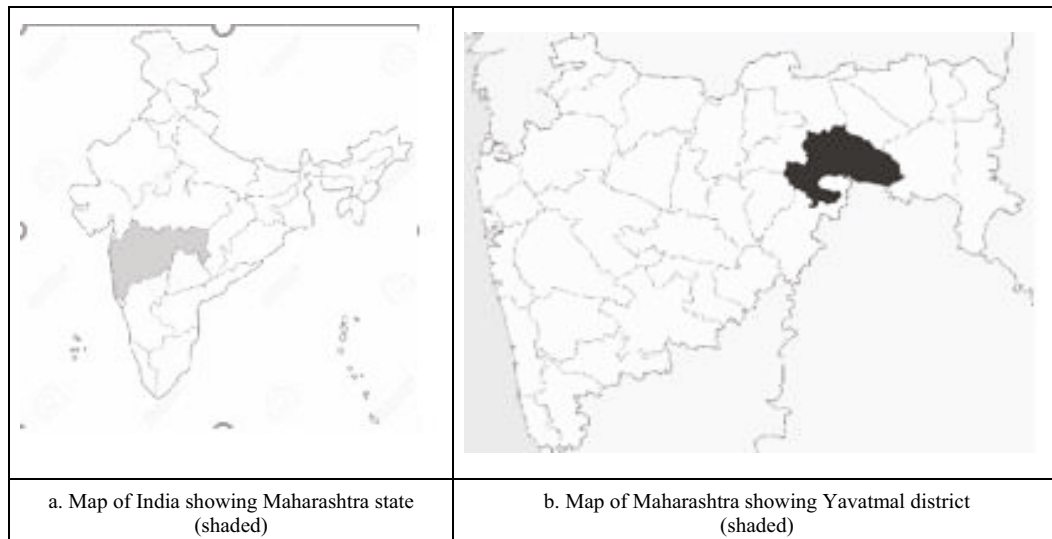 a. Map of India showing Maharashtra state
(shaded)
b. Map of Maharashtra showing Yavatmal district
(shaded)